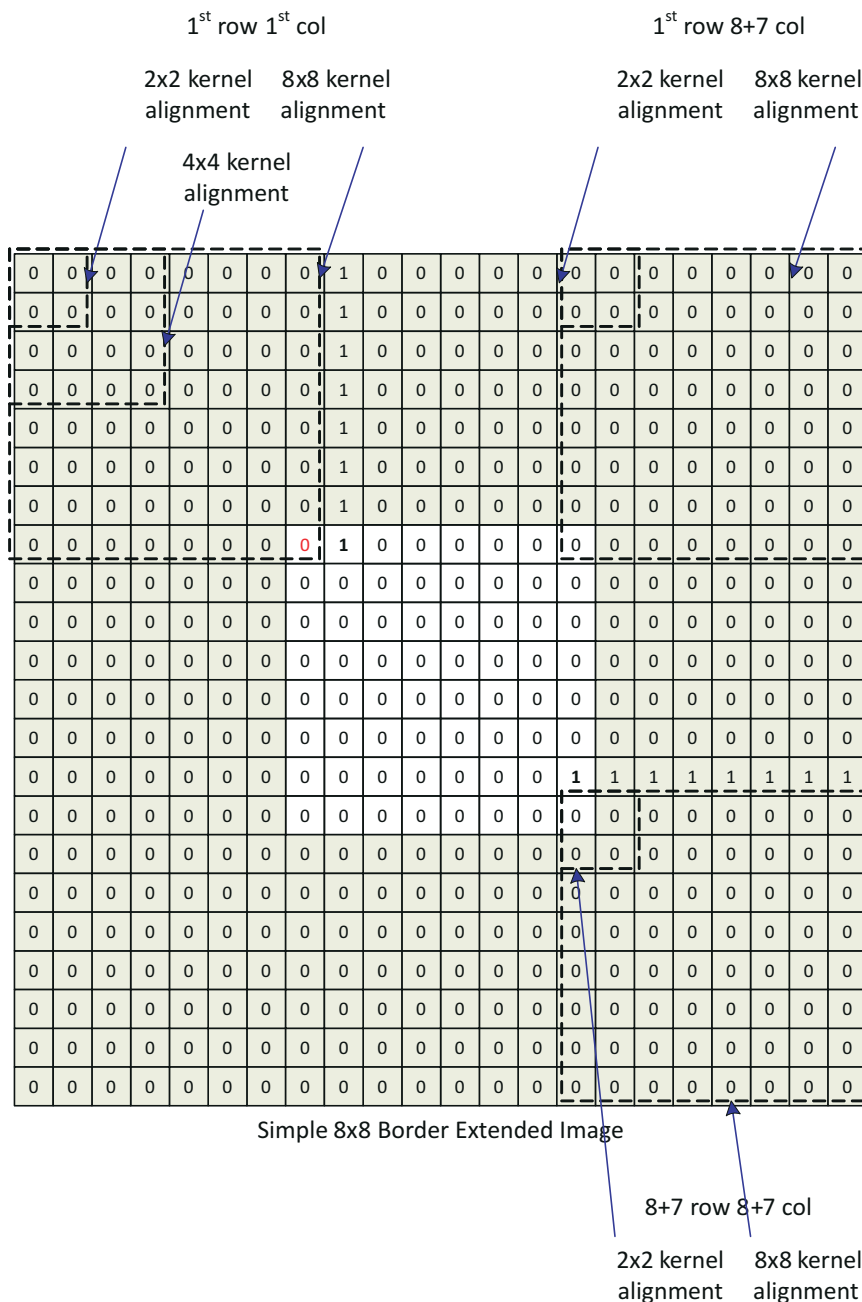 1st row 1st col
1st row 8+7 col
2x2 kernel alignment
8x8 kernel alignment
2x2 kernel alignment
8x8 kernel alignment
4x4 kernel alignment
0 0 0 0 0 0 0 0 1 0 0 0 0 0 0 0 0 0 0 0 0 0
0 0 0 0 0 0 0 0 1 0 0 0 0 0 0 0 0 0 0 0 0 0
0 0 0 0 0 0 0 0 1 0 0 0 0 0 0 0 0 0 0 0 0 0
0 0 0 0 0 0 0 0 1 0 0 0 0 0 0 0 0 0 0 0 0 0
0 0 0 0 0 0 0 0 1 0 0 0 0 0 0 0 0 0 0 0 0 0
0 0 0 0 0 0 0 0 1 0 0 0 0 0 0 0 0 0 0 0 0 0
0 0 0 0 0 0 0 0 1 0 0 0 0 0 0 0 0 0 0 0 0 0
0 0 0 0 0 0 0 0 1 0 0 0 0 0 0 0 0 0 0 0 0 0
0 0 0 0 0 0 0 0 0 0 0 0 0 0 0 0 0 0 0 0 0 0
0 0 0 0 0 0 0 0 0 0 0 0 0 0 0 0 0 0 0 0 0 0
0 0 0 0 0 0 0 0 0 0 0 0 0 0 0 0 0 0 0 0 0 0
0 0 0 0 0 0 0 0 0 0 0 0 0 0 0 0 0 0 0 0 0 0
0 0 0 0 0 0 0 0 0 0 0 0 0 0 0 0 0 0 0 0 0 0
0 0 0 0 0 0 0 0 0 0 0 0 0 0 1 1 1 1 1 1 1 1
0 0 0 0 0 0 0 0 0 0 0 0 0 0 0 0 0 0 0 0 0 0
0 0 0 0 0 0 0 0 0 0 0 0 0 0 0 0 0 0 0 0 0 0
0 0 0 0 0 0 0 0 0 0 0 0 0 0 0 0 0 0 0 0 0 0
0 0 0 0 0 0 0 0 0 0 0 0 0 0 0 0 0 0 0 0 0 0
0 0 0 0 0 0 0 0 0 0 0 0 0 0 0 0 0 0 0 0 0 0
0 0 0 0 0 0 0 0 0 0 0 0 0 0 0 0 0 0 0 0 0 0
0 0 0 0 0 0 0 0 0 0 0 0 0 0 0 0 0 0 0 0 0 0
0 0 0 0 0 0 0 0 0 0 0 0 0 0 0 0 0 0 0 0 0 0
Simple 8x8 Border Extended Image
8+7 row 8+7 col
2x2 kernel alignment
8x8 kernel alignment